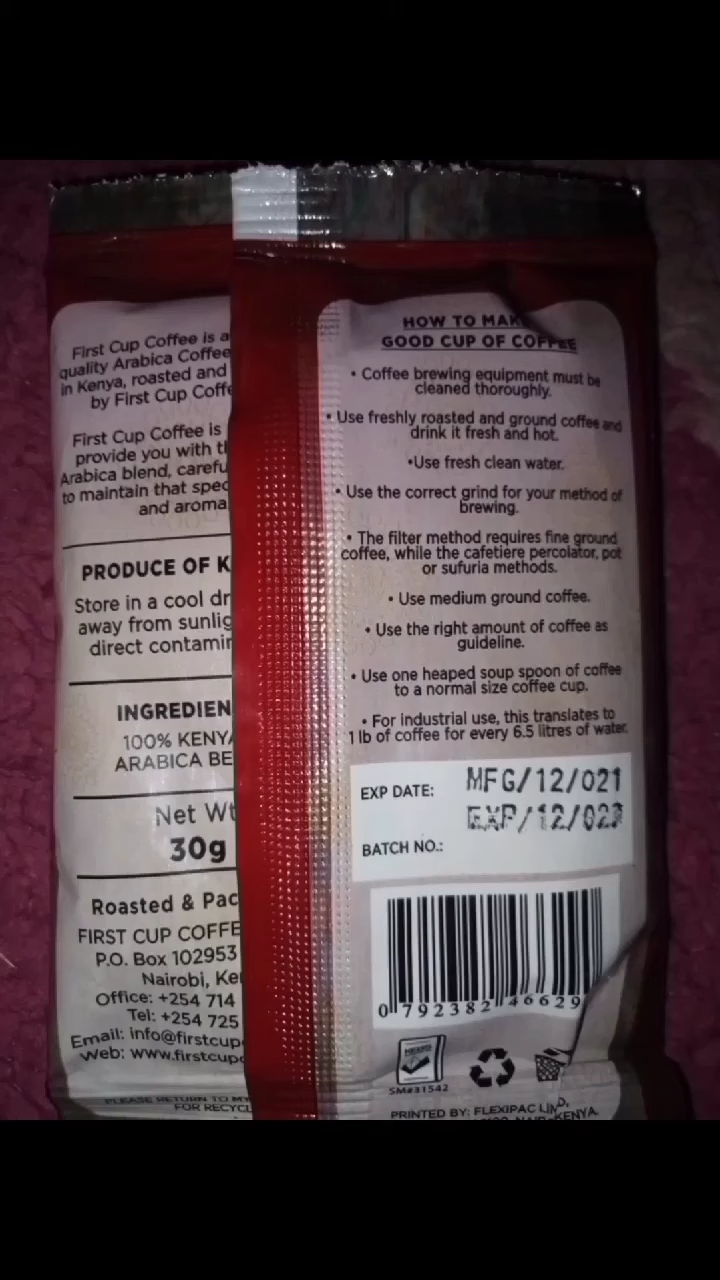 First Cup Coffee is a
quality Arabica Coffee
in Kenya, roasted and
by First Cup Coffe
First Cup Coffee is
provide you with t
Arabica blend, carefu
to maintain that spec
and aroma
PRODUCE OF K
Store in a cool dr
away from sunlig
direct contamin
INGREDIEN
100% KENYA
ARABICA BE
Net Wt
30g
Roasted & Pac
FIRST CUP COFFE
P.O. Box 102953
Nairobi, Ke
Office: +254 714
Tel: +254 725
Email: info@firstcup
Web: www.firstcup
PLEASE RETURN TO MY
FOR RECYCL
HOW TO MAK
GOOD CUP OF COFFEE
• Coffee brewing equipment must be
cleaned thoroughly.
• Use freshly roasted and ground coffee and
drink it fresh and hot.
•Use fresh clean water.
• Use the correct grind for your method of
brewing.
• The filter method requires fine ground
coffee, while the cafetiere percolator, pot
or sufuria methods.
• Use medium ground coffee.
• Use the right amount of coffee as
guideline.
• Use one heaped soup spoon of coffee
to a normal size coffee cup.
• For industrial use, this translates to
1 lb of coffee for every 6.5 litres of water.
EXP DATE: MFG/12/021
EXP/12/023
BATCH NO.:
0 792382 46629
SM#31542
PRINTED BY: FLEXIPAC
KENYA